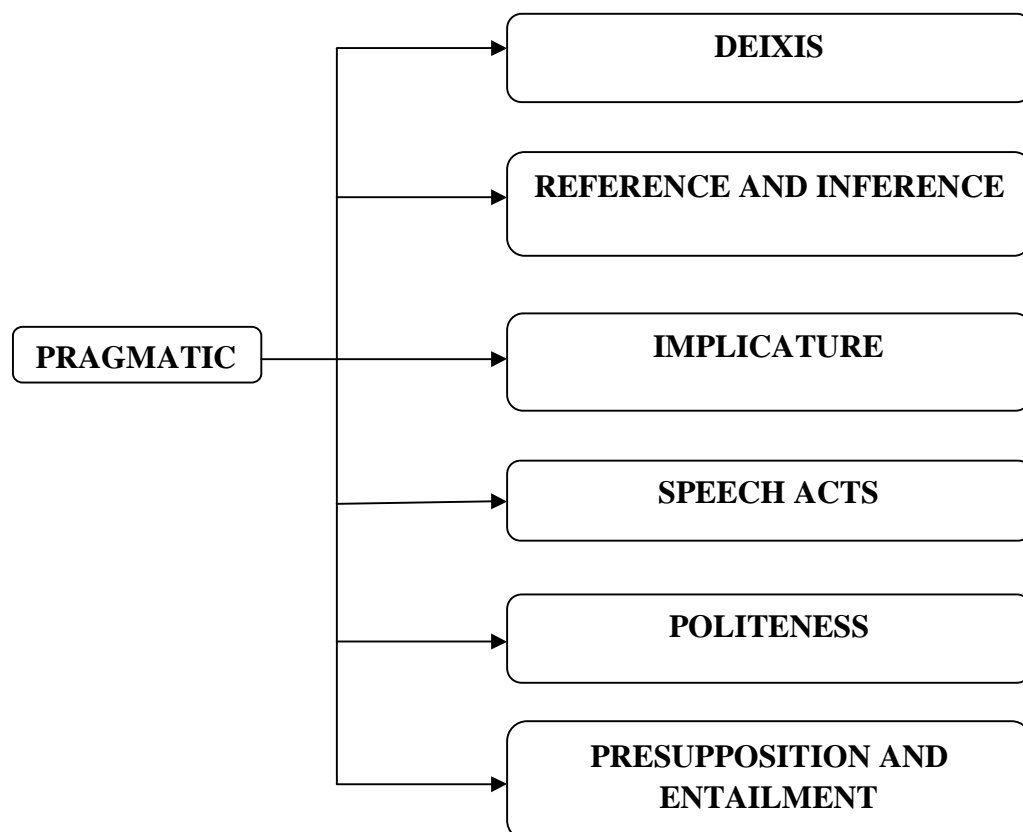 DEIXIS
REFERENCE AND INFERENCE
IMPLICATURE
PRAGMATIC
SPEECH ACTS
POLITENESS
PRESUPPOSITION AND
ENTAILMENT